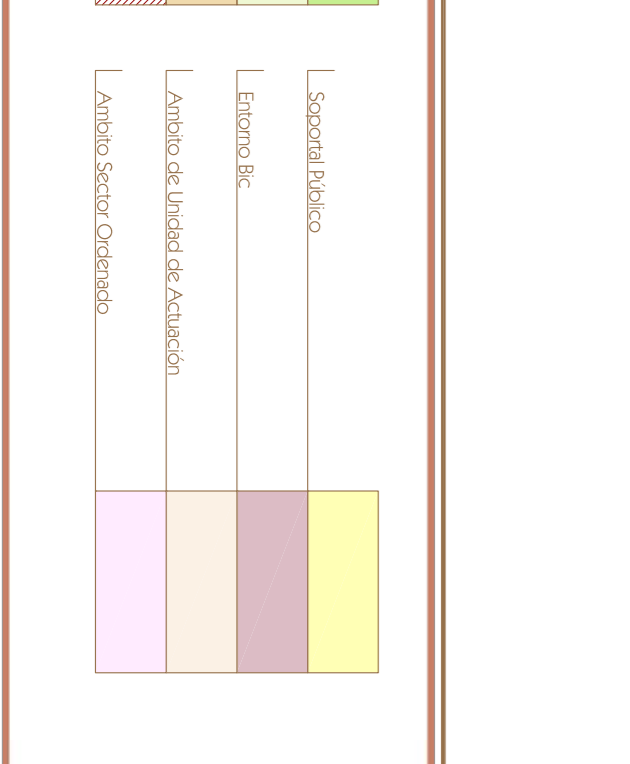 Soportal Público
Entorno Bic
Ambito de Unidad de Actuación
Ambito Sector Ordenado